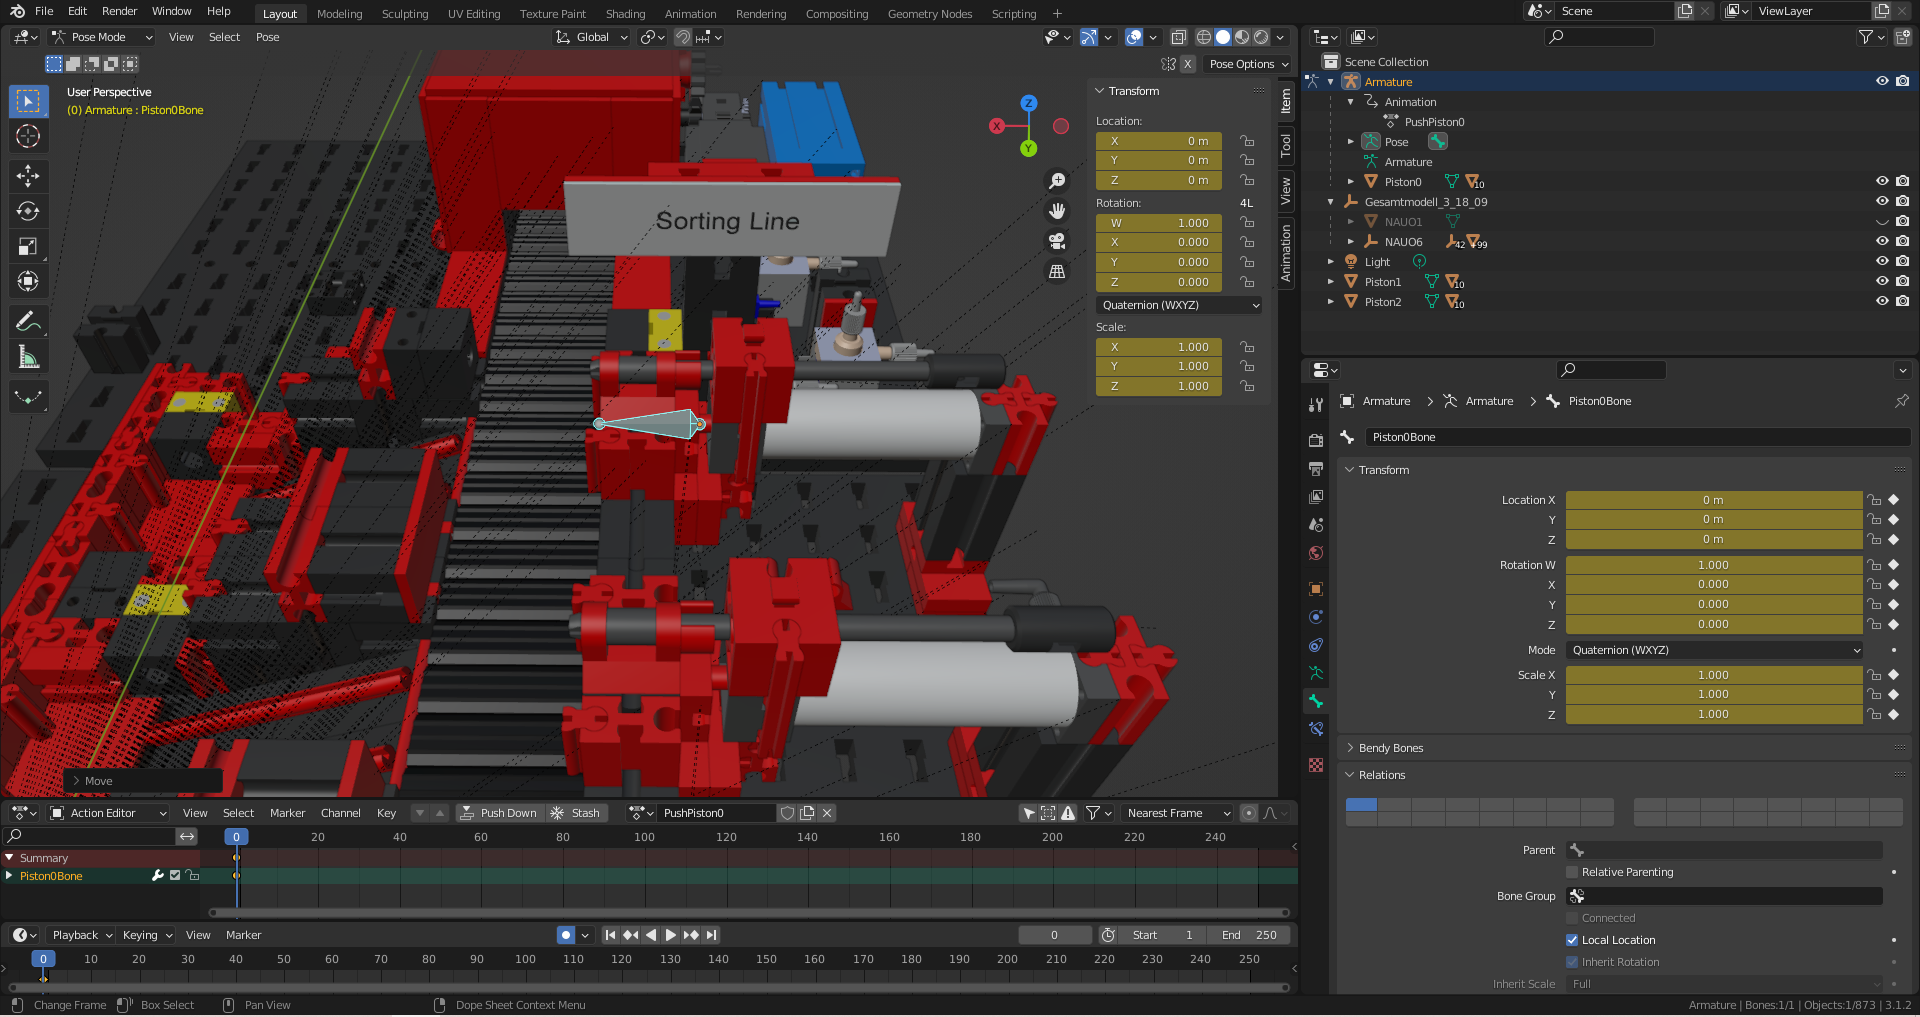 File Edit Render Window Help Layout Modeling Sculpting UV Editing Texture Paint Shading Animation Rendering Compositing Geometry Nodes Scripting + Scene ViewLayer
Pose Mode View Select Pose Global
X Pose Options
User Perspective
(0) Armature : Piston0Bone
Sorting Line
Z
X
Y
Transform
Location:
X 0 m
Y 0 m
Z 0 m
Rotation: 4L
W 1.000
X 0.000
Y 0.000
Z 0.000
Quaternion (WXYZ)
Scale:
X 1.000
Y 1.000
Z 1.000
Item
Tool
View
Animation
Move
Scene Collection
Armature
Animation
PushPiston0
Pose
Armature
Piston0 10
Gesamtmodell_3_18_09
NAUO1
NAUO6 42 +99
Light
Piston1 10
Piston2 10
Armature Armature Piston0Bone
Piston0Bone
Transform
Location X 0 m
Y 0 m
Z 0 m
Rotation W 1.000
X 0.000
Y 0.000
Z 0.000
Mode Quaternion (WXYZ)
Scale X 1.000
Y 1.000
Z 1.000
Bendy Bones
Relations
Parent
Relative Parenting
Bone Group
Connected
Local Location
Inherit Rotation
Inherit Scale Full
Action Editor View Select Marker Channel Key Push Down Stash PushPiston0 Nearest Frame
0 20 40 60 80 100 120 140 160 180 200 220 240
Summary
Piston0Bone
Playback Keying View Marker 0 Start 1 End 250
0 10 20 30 40 50 60 70 80 90 100 110 120 130 140 150 160 170 180 190 200 210 220 230 240 250
Change Frame Box Select Pan View Dope Sheet Context Menu Armature | Bones:1/1 | Objects:1/873 | 3.1.2